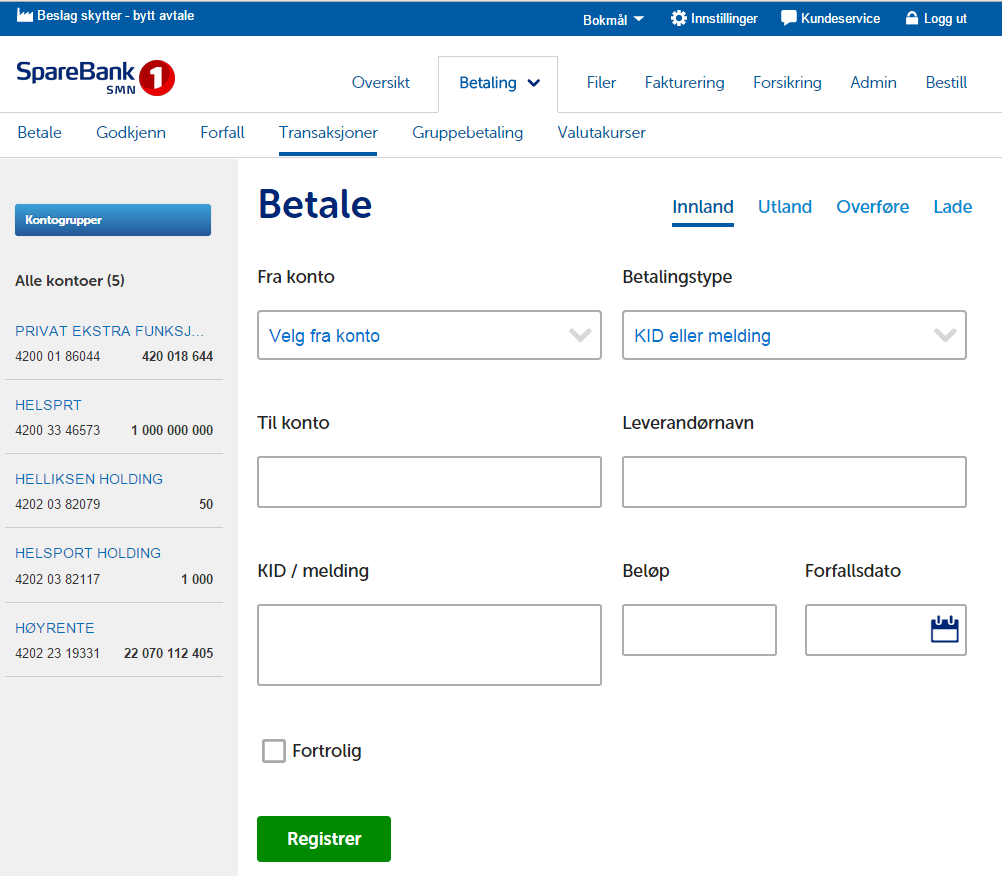 Beslag skytter - bytt avtale
Bokmål Innstillinger Kundeservice Logg ut
SpareBank 1
SMN
Oversikt Betaling Filer Fakturering Forsikring Admin Bestill
Betale Godkjenn Forfall Transaksjoner Gruppebetaling Valutakurser
Kontogrupper
Alle kontoer (5)
PRIVAT EKSTRA FUNKSJ...
4200 01 86044 420 018 644
HELSPRT
4200 33 46573 1 000 000 000
HELLIKSEN HOLDING
4202 03 82079 50
HELSPORT HOLDING
4202 03 82117 1 000
HØYRENTE
4202 23 19331 22 070 112 405
Betale
Innland Utland Overføre Lade
Fra konto Betalingstype
Velg fra konto KID eller melding
Til konto Leverandørnavn
KID / melding Beløp Forfallsdato
Fortrolig
Registrer